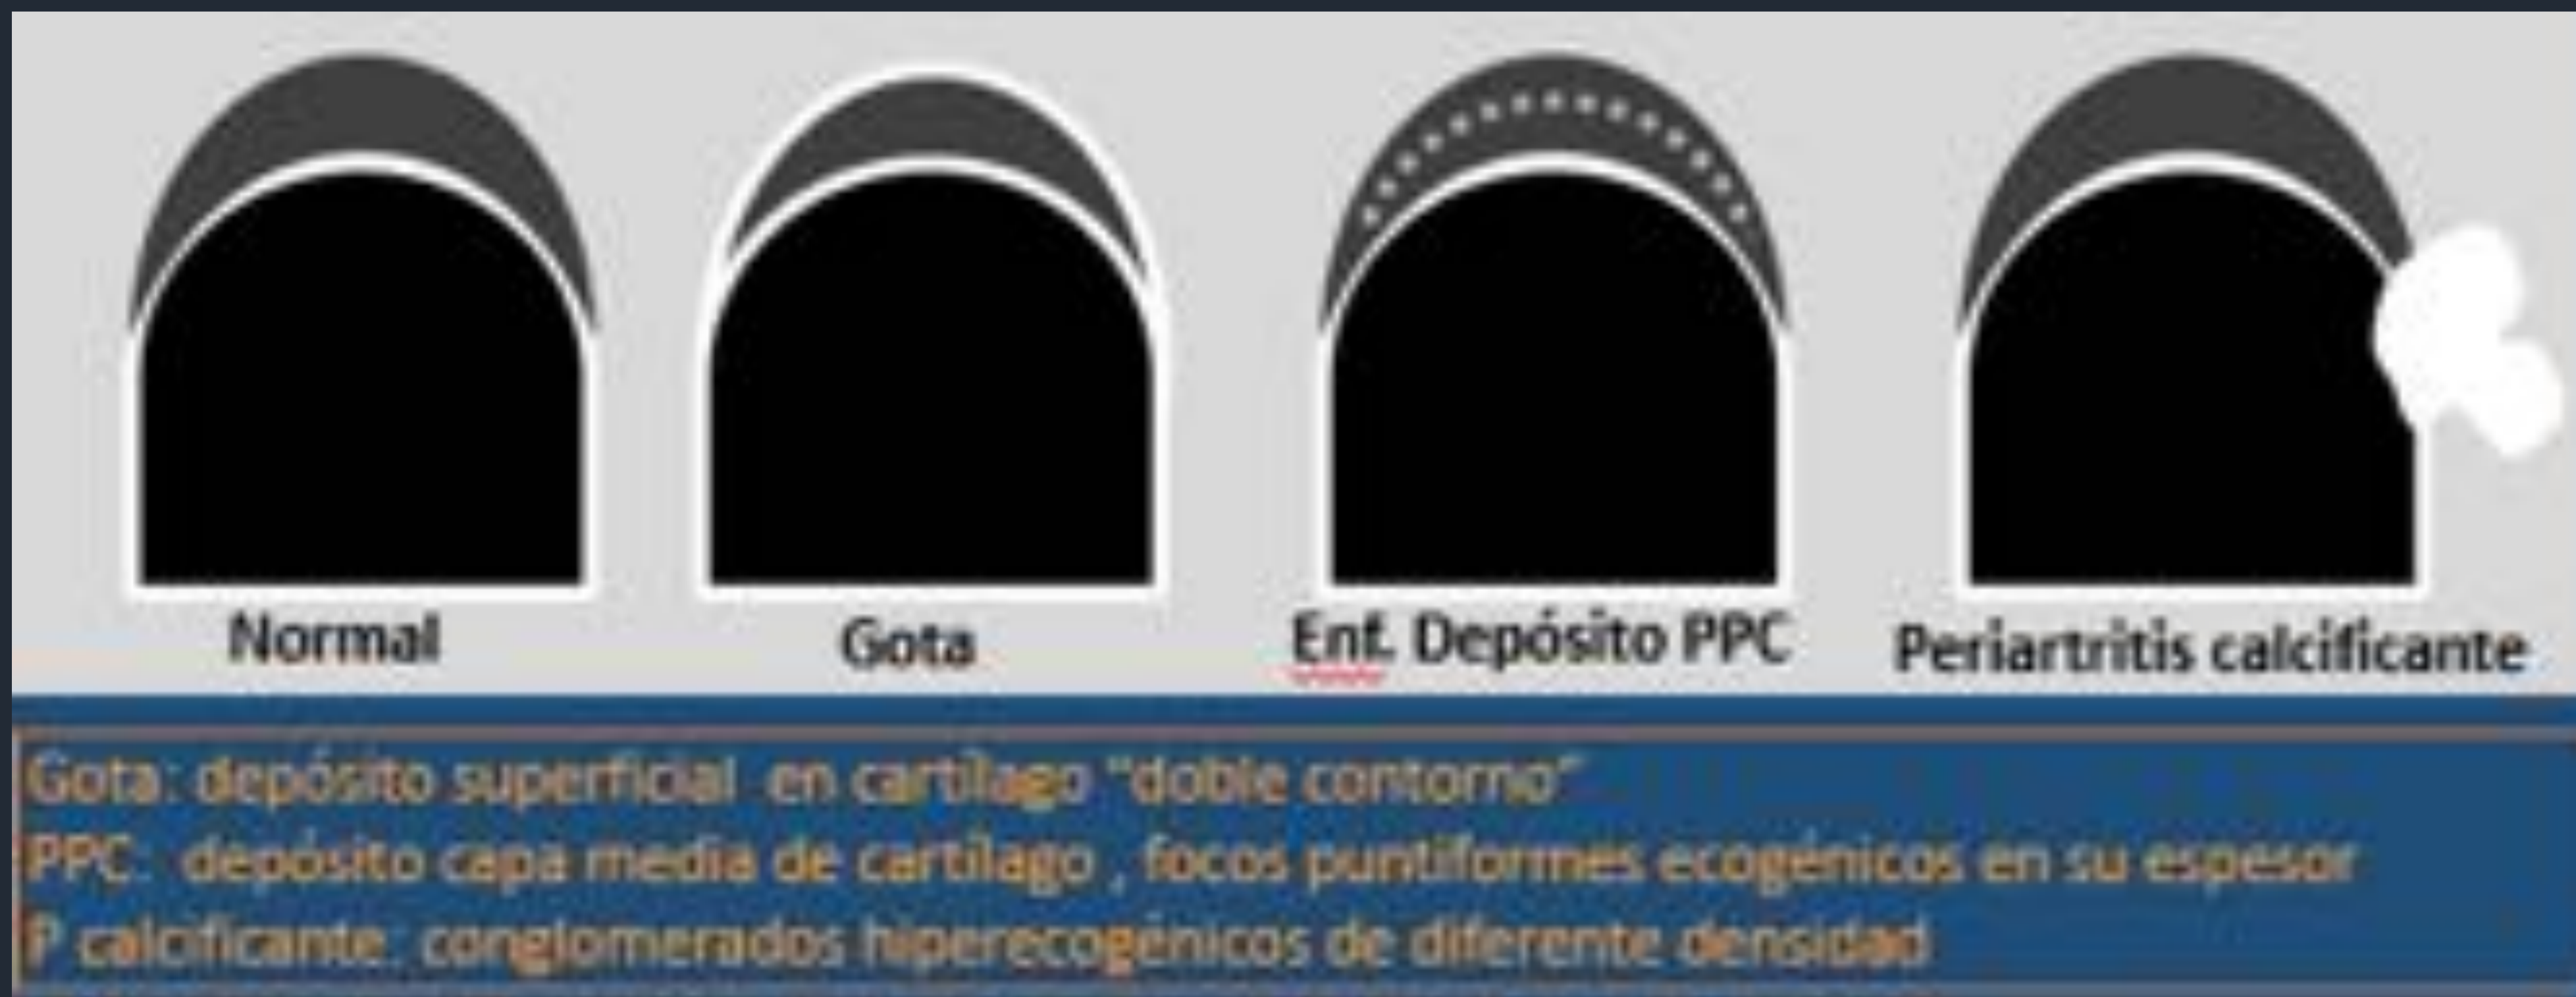 Normal
Gota
Enf. Depósito PPC
Periartritis calcificante
Gota: depósito superficial en cartílago "doble contorno"
PPC: depósito capa media de cartílago , focos puntiformes ecogénicos en su espesor
P calcificante: conglomerados hiperecogénicos de diferente densidad